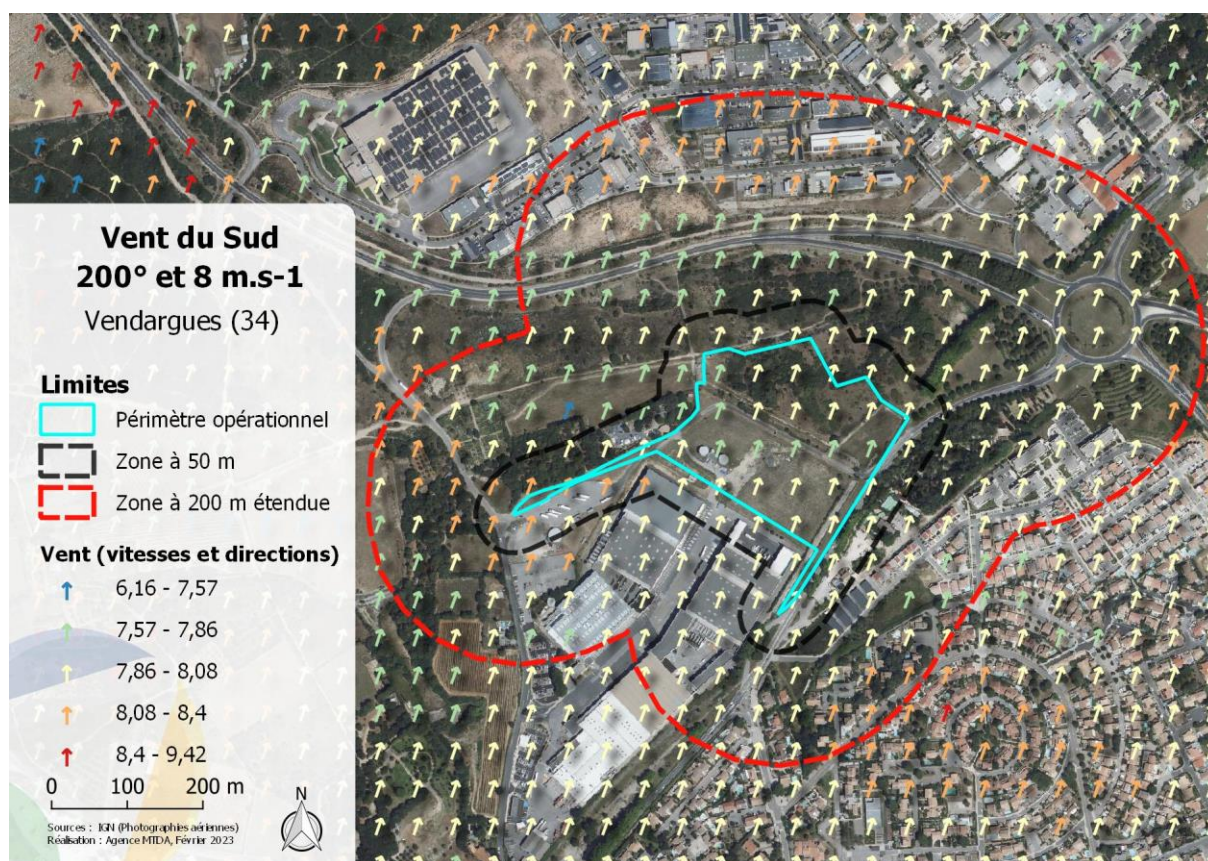 Vent du Sud
200° et 8 m.s-1
Vendargues (34)
Limites
Périmètre opérationnel
Zone à 50 m
Zone à 200 m étendue
Vent (vitesses et directions)
6,16 - 7,57
7,57 - 7,86
7,86 - 8,08
8,08 - 8,4
8,4 - 9,42
0 100 200 m
N
Sources : IGN (Photographies aériennes)
Réalisation : Agence MTDA, Février 2023